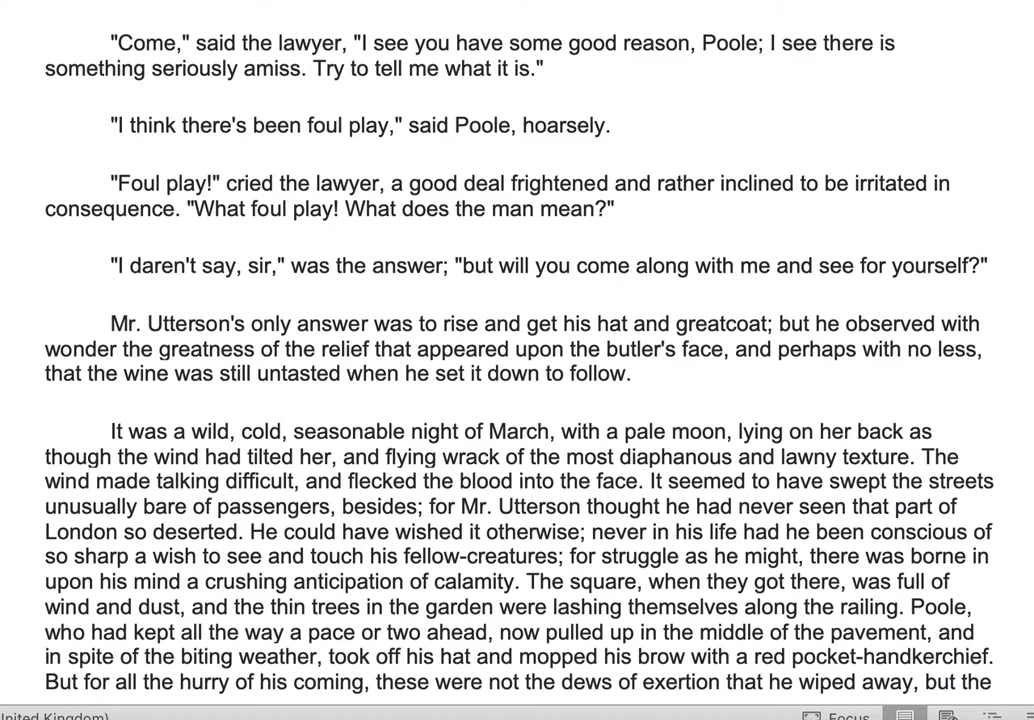 "Come," said the lawyer, "I see you have some good reason, Poole; I see there is
something seriously amiss. Try to tell me what it is."
"I think there's been foul play," said Poole, hoarsely.
"Foul play!" cried the lawyer, a good deal frightened and rather inclined to be irritated in
consequence. "What foul play! What does the man mean?"
"I daren't say, sir," was the answer; "but will you come along with me and see for yourself?"
Mr. Utterson's only answer was to rise and get his hat and greatcoat; but he observed with
wonder the greatness of the relief that appeared upon the butler's face, and perhaps with no less,
that the wine was still untasted when he set it down to follow.
It was a wild, cold, seasonable night of March, with a pale moon, lying on her back as
though the wind had tilted her, and flying wrack of the most diaphanous and lawny texture. The
wind made talking difficult, and flecked the blood into the face. It seemed to have swept the streets
unusually bare of passengers, besides; for Mr. Utterson thought he had never seen that part of
London so deserted. He could have wished it otherwise; never in his life had he been conscious of
so sharp a wish to see and touch his fellow-creatures; for struggle as he might, there was borne in
upon his mind a crushing anticipation of calamity. The square, when they got there, was full of
wind and dust, and the thin trees in the garden were lashing themselves along the railing. Poole,
who had kept all the way a pace or two ahead, now pulled up in the middle of the pavement, and
in spite of the biting weather, took off his hat and mopped his brow with a red pocket-handkerchief.
But for all the hurry of his coming, these were not the dews of exertion that he wiped away, but the
United Kingdom) Focus